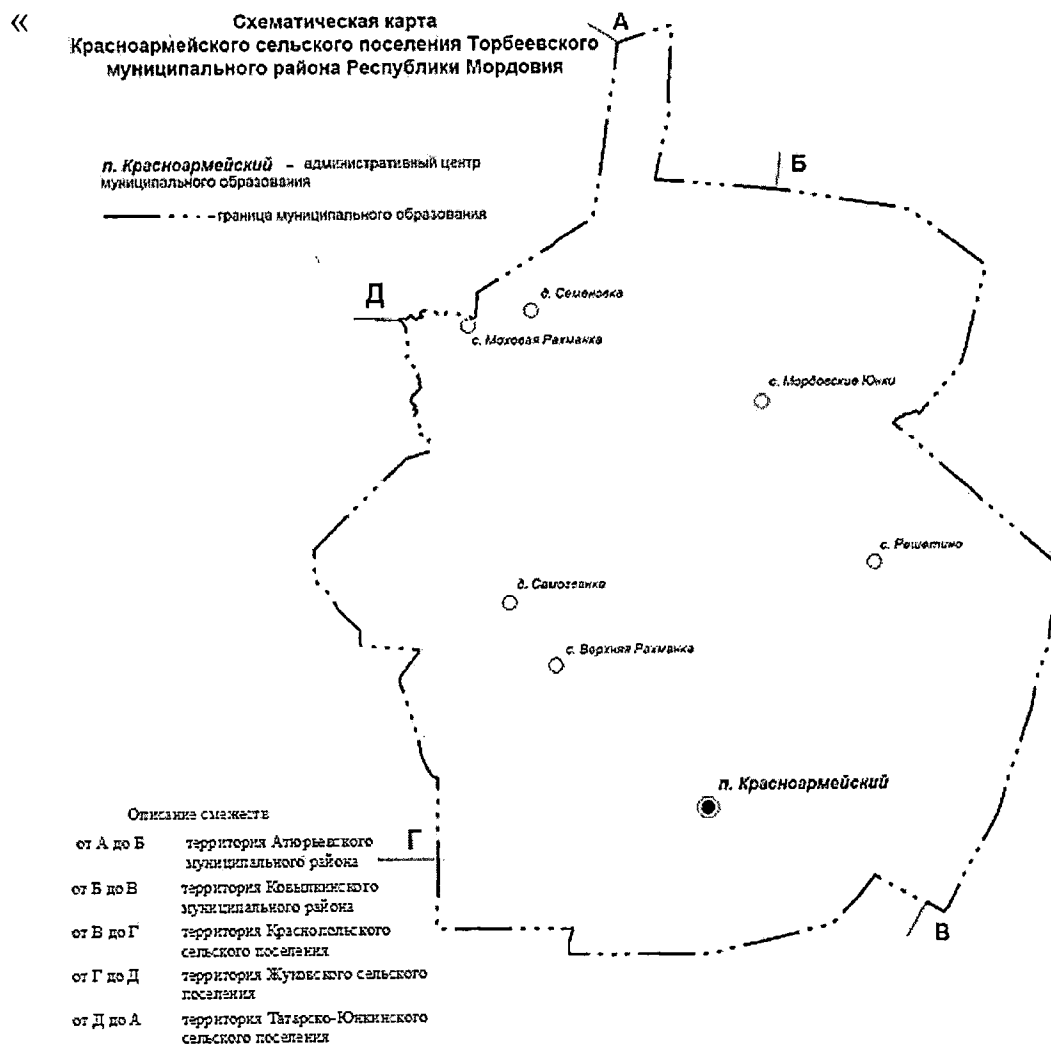 «
Схематическая карта
Красноармейского сельского поселения Торбеевского
муниципального района Республики Мордовия
п. Красноармейский - административный центр
муниципального образования
-граница муниципального образования
А
Б
Д
д. Семеновка
с. Моховая Рахманка
с. Мордовские Юнки
с. Решетино
д. Самозванка
с. Верхняя Рахманка
п. Красноармейский
Г
В
Описание смежеств
от А до Б территория Атюрьевского
муниципального района
от Б до В территория Ковылкинского
муниципального района
от В до Г территория Краснопольского
сельского поселения
от Г до Д территория Жуковского сельского
поселения
от Д до А территория Татарско-Юнкинского
сельского поселения